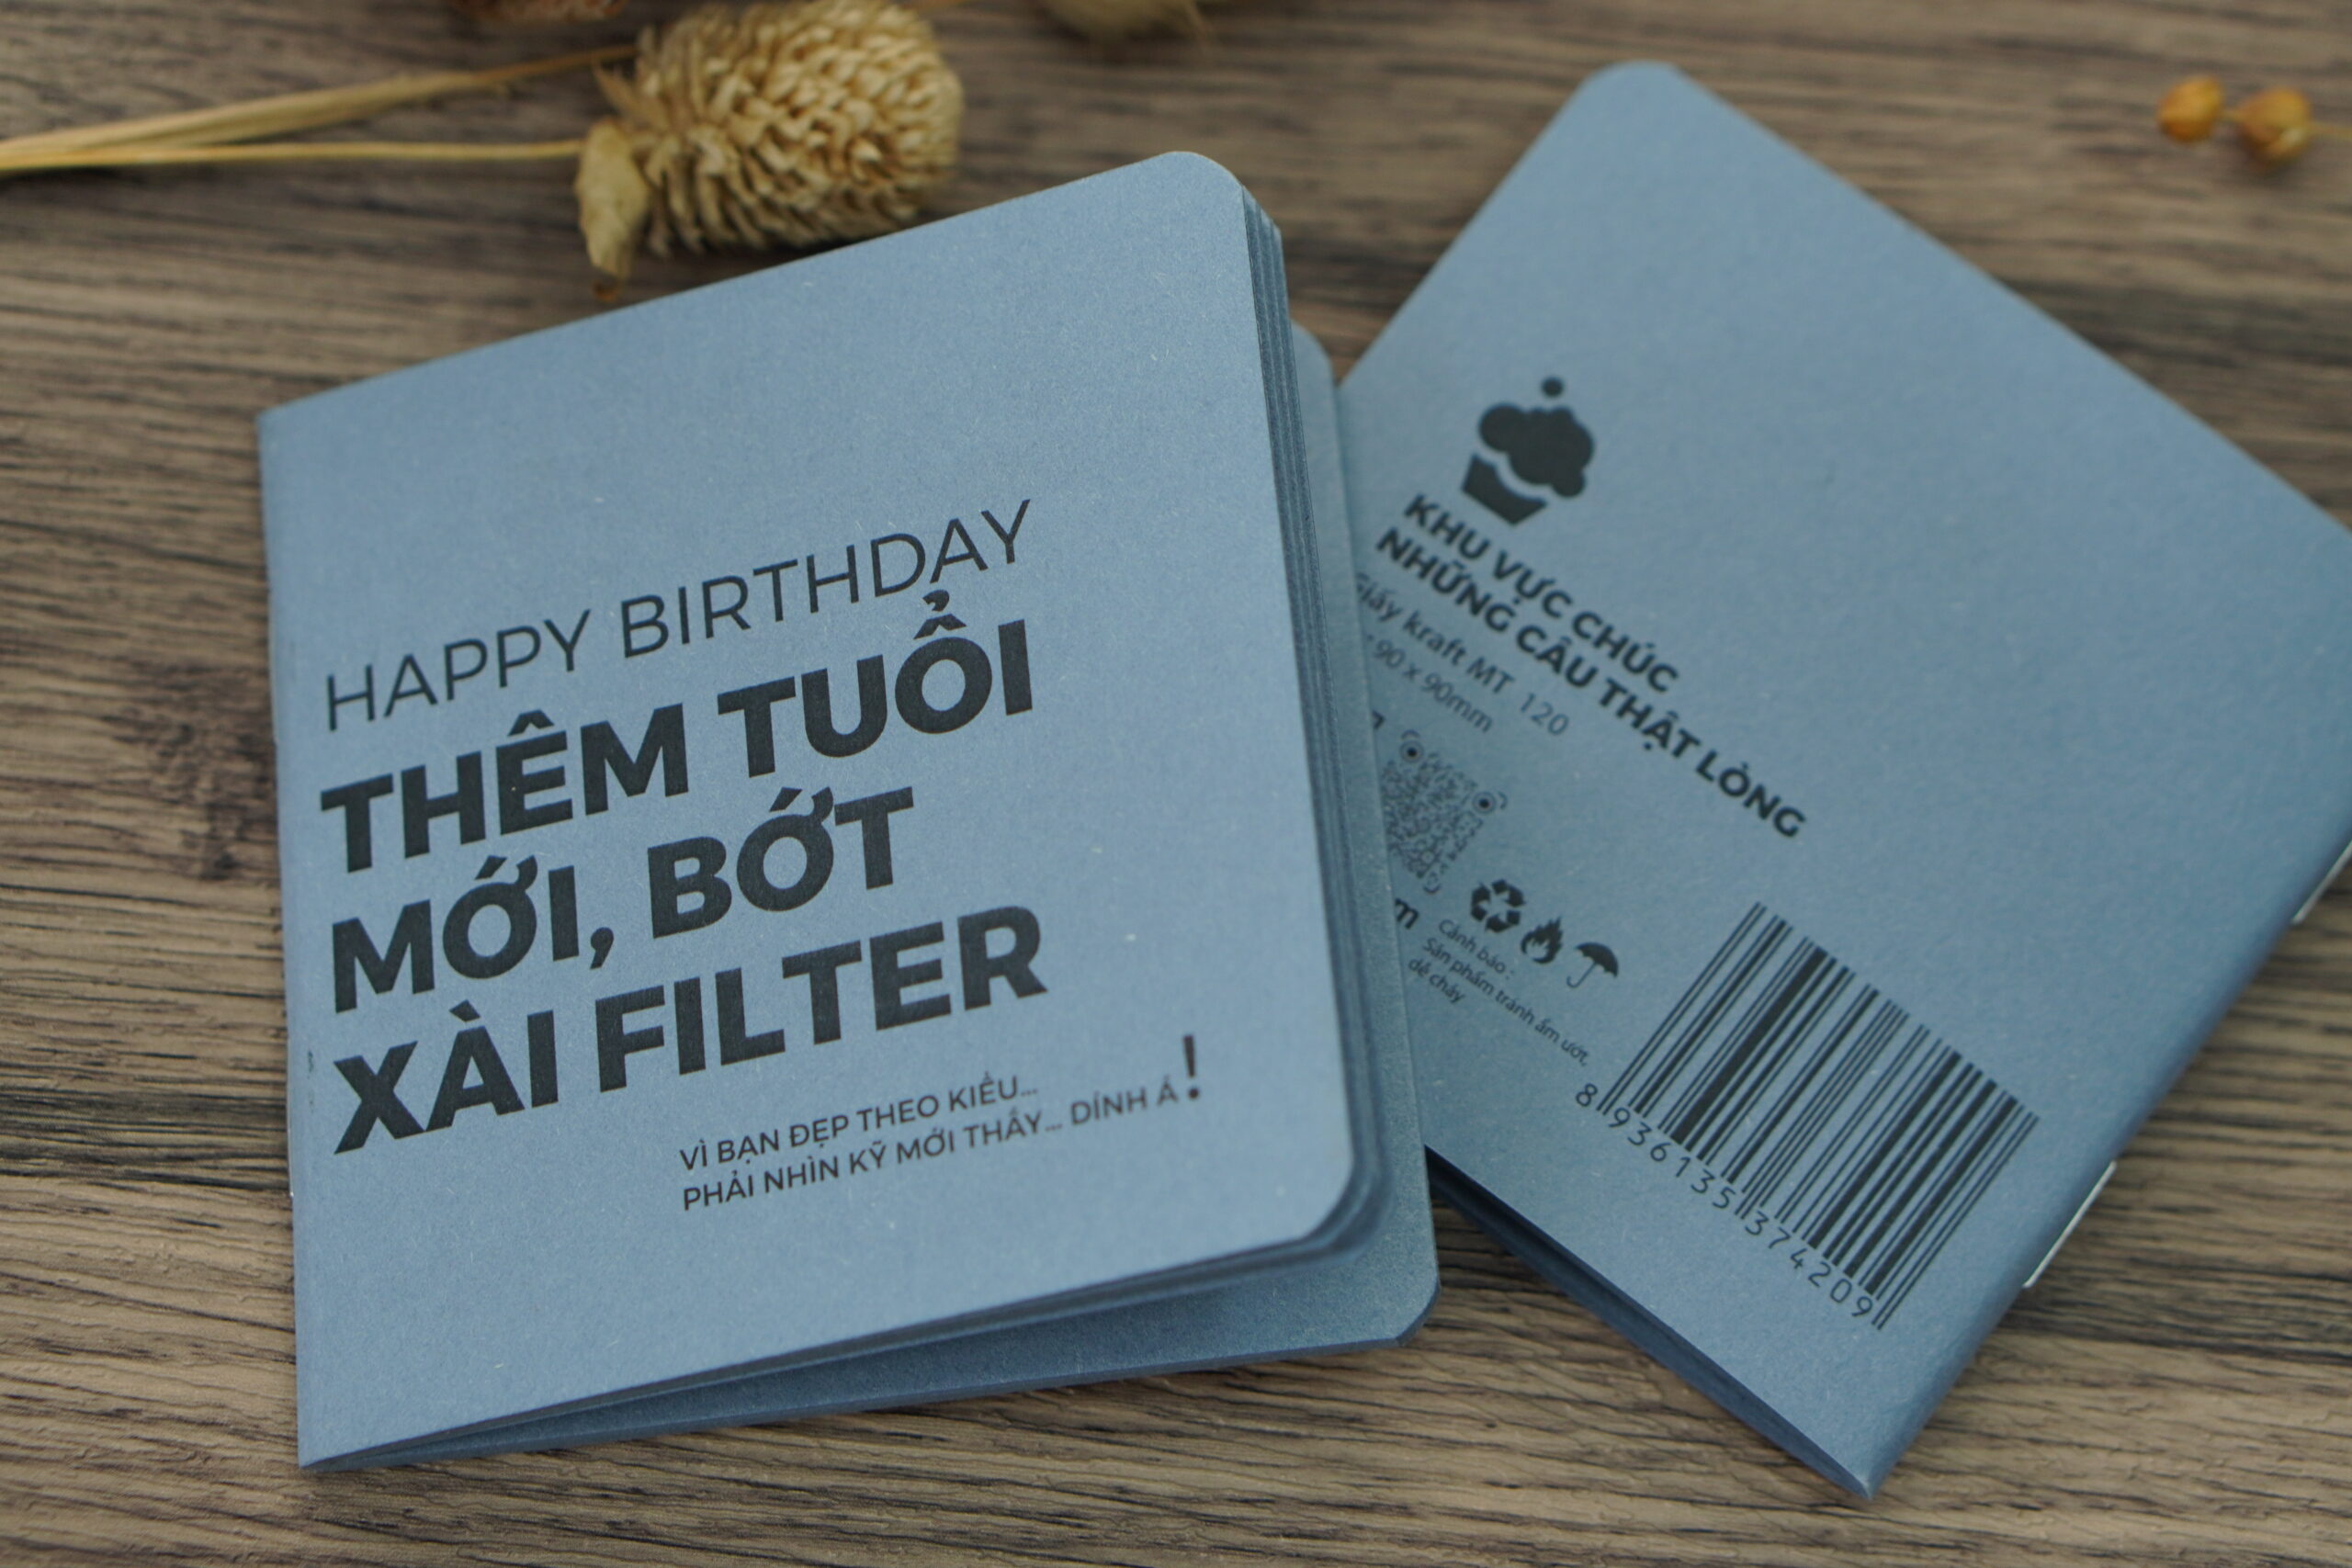 HAPPY BIRTHDAY
THÊM TUỔI
MỚI, BỚT
XÀI FILTER
VÌ BẠN ĐẸP THEO KIỂU...
PHẢI NHÌN KỸ MỚI THẤY... DÍNH Á!
KHU VỰC CHÚC
NHỮNG CÂU THẬT LÒNG
Giấy kraft MT 120
: 90 x 90mm
Cảnh báo :
Sản phẩm tránh ẩm ướt,
dễ cháy
8936135374209